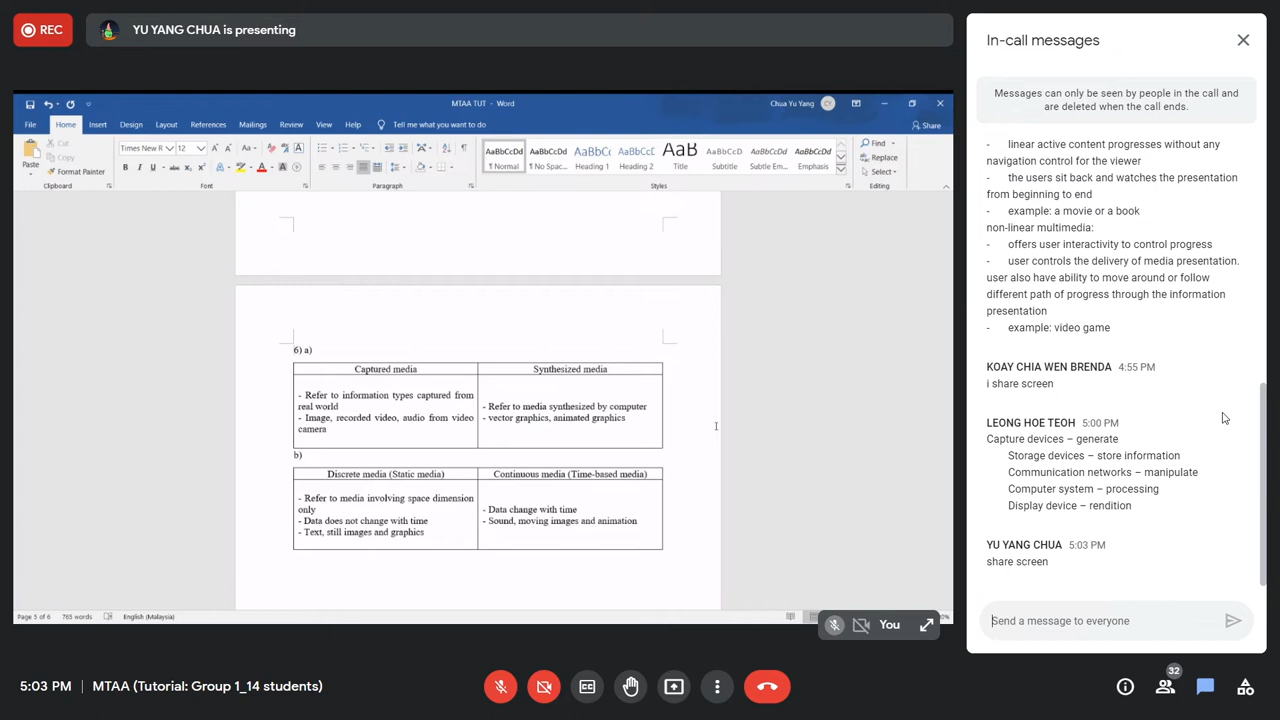 REC
YU YANG CHUA is presenting
MTAA TUT - Word
Chua Yu Yang
File Home Insert Design Layout References Mailings Review View Help Tell me what you want to do
Share
Paste
Cut
Copy
Format Painter
Clipboard
Times New R 12
Font
Paragraph
AaBbCcDd AaBbCcDd AaBbCc AaBbCcD AaB AaBbCcD AaBbCcDd AaBbCcDd
¶ Normal ¶ No Spac... Heading 1 Heading 2 Title Subtitle Subtle Em... Emphasis
Styles
Find
Replace
Select
Editing
6) a)
Captured media Synthesized media
- Refer to information types captured from
real world
- Image, recorded video, audio from video
camera
- Refer to media synthesized by computer
- vector graphics, animated graphics
b)
Discrete media (Static media) Continuous media (Time-based media)
- Refer to media involving space dimension
only
- Data does not change with time
- Text, still images and graphics
- Data change with time
- Sound, moving images and animation
Page 5 of 6 765 words English (Malaysia)
You
In-call messages
Messages can only be seen by people in the call and
are deleted when the call ends.
- linear active content progresses without any
navigation control for the viewer
- the users sit back and watches the presentation
from beginning to end
- example: a movie or a book
non-linear multimedia:
- offers user interactivity to control progress
- user controls the delivery of media presentation.
user also have ability to move around or follow
different path of progress through the information
presentation
- example: video game
KOAY CHIA WEN BRENDA 4:55 PM
i share screen
LEONG HOE TEOH 5:00 PM
Capture devices – generate
Storage devices – store information
Communication networks – manipulate
Computer system – processing
Display device – rendition
YU YANG CHUA 5:03 PM
share screen
Send a message to everyone
5:03 PM MTAA (Tutorial: Group 1_14 students)
32